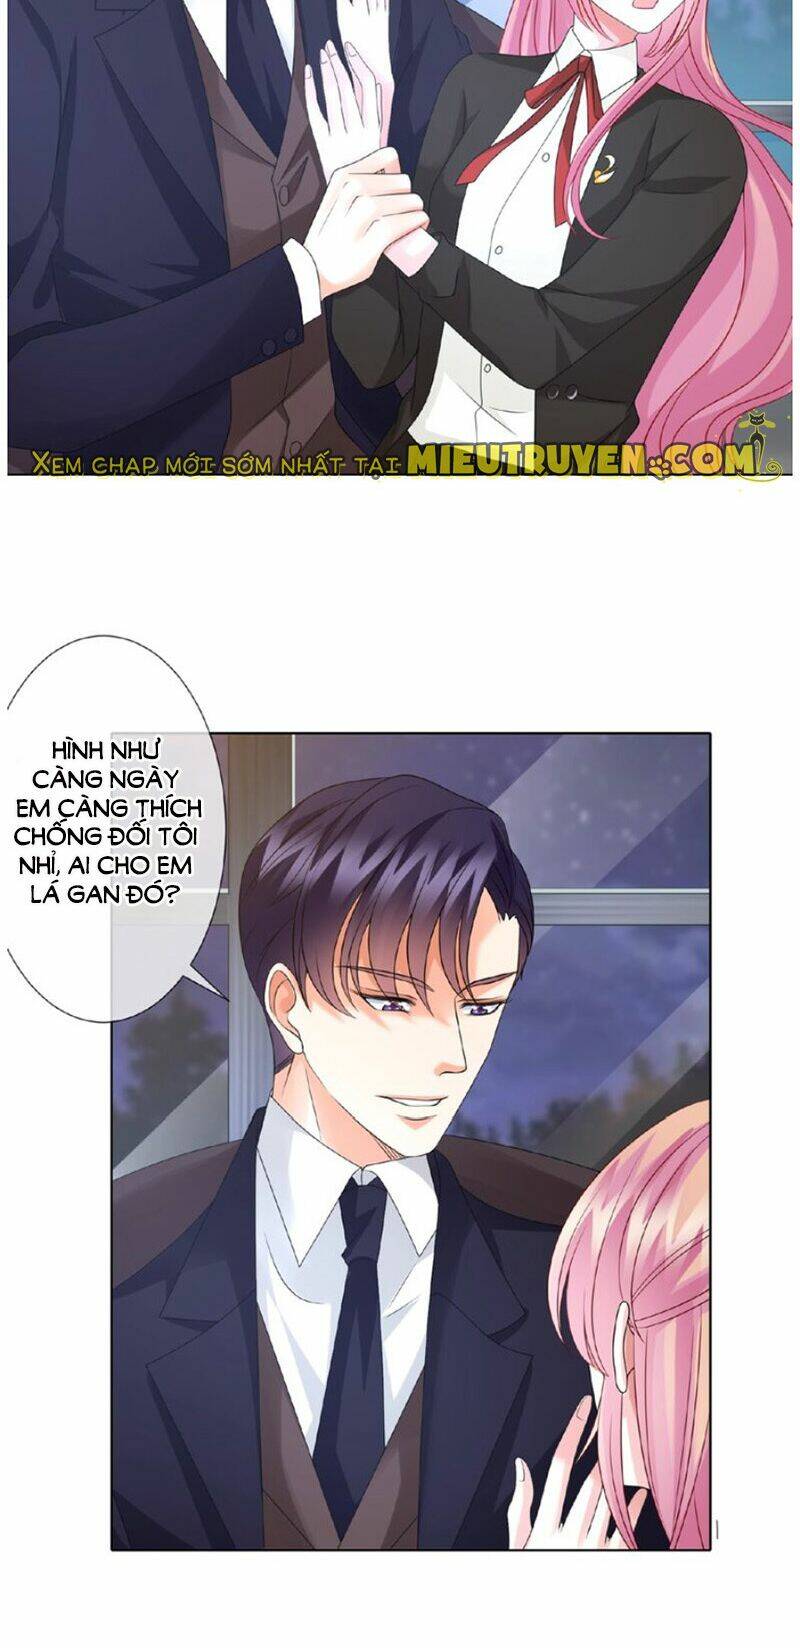 XEM CHAP MỚI SỚM NHẤT TẠI MIEUTRUYEN.COM
HÌNH NHƯ
CÀNG NGÀY
EM CÀNG THÍCH
CHỐNG ĐỐI TÔI
NHỈ, AI CHO EM
LÁ GAN ĐÓ?